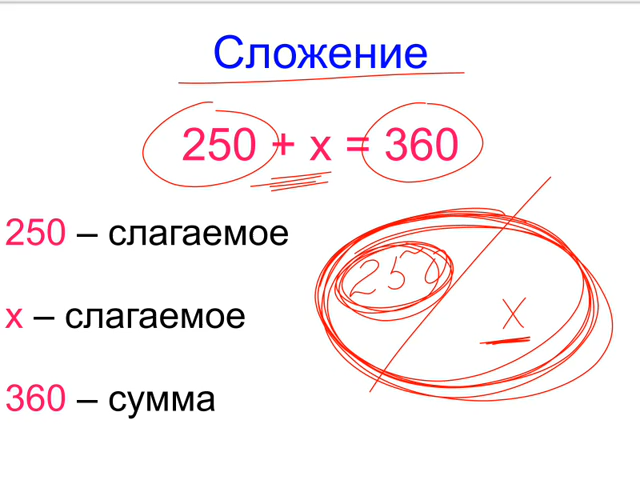 Сложение
250 + x = 360
250 – слагаемое
250
x – слагаемое
x
360 – сумма